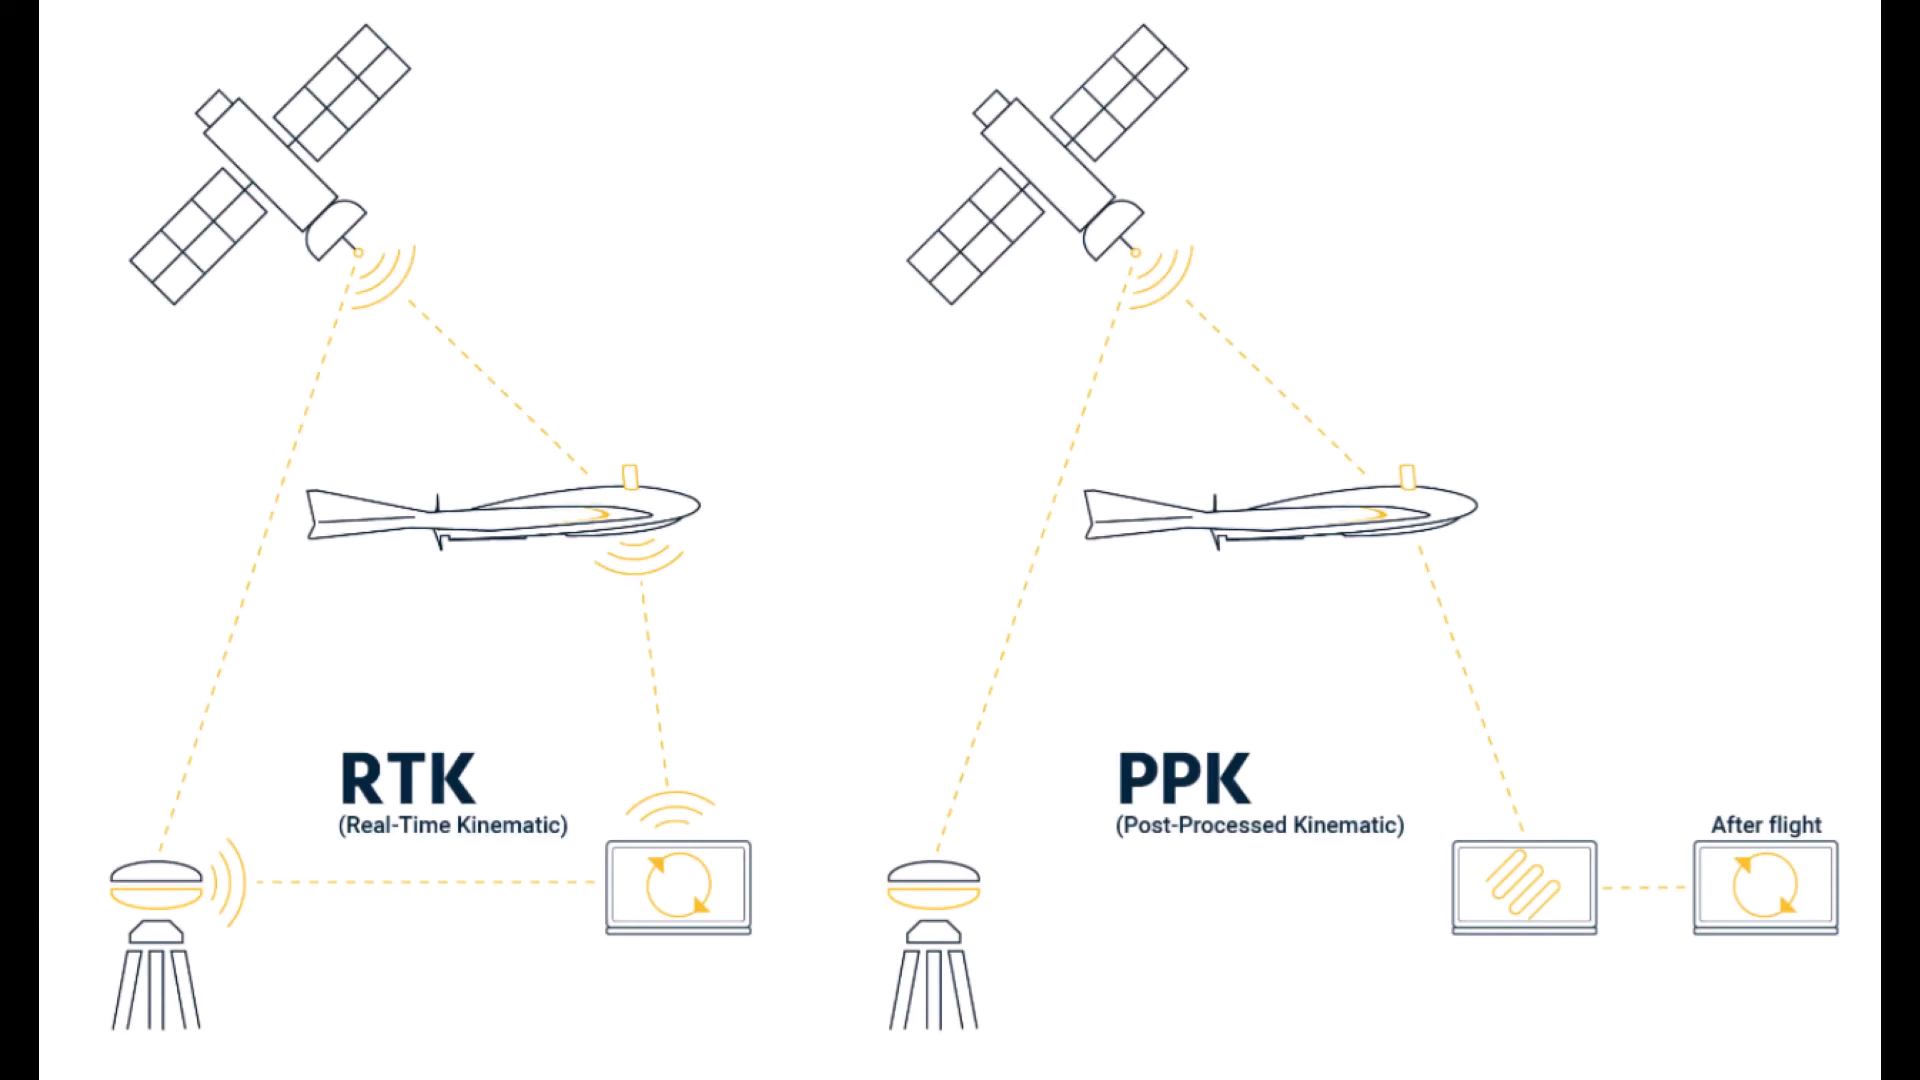 RTK
(Real-Time Kinematic)
PPK
(Post-Processed Kinematic)
After flight